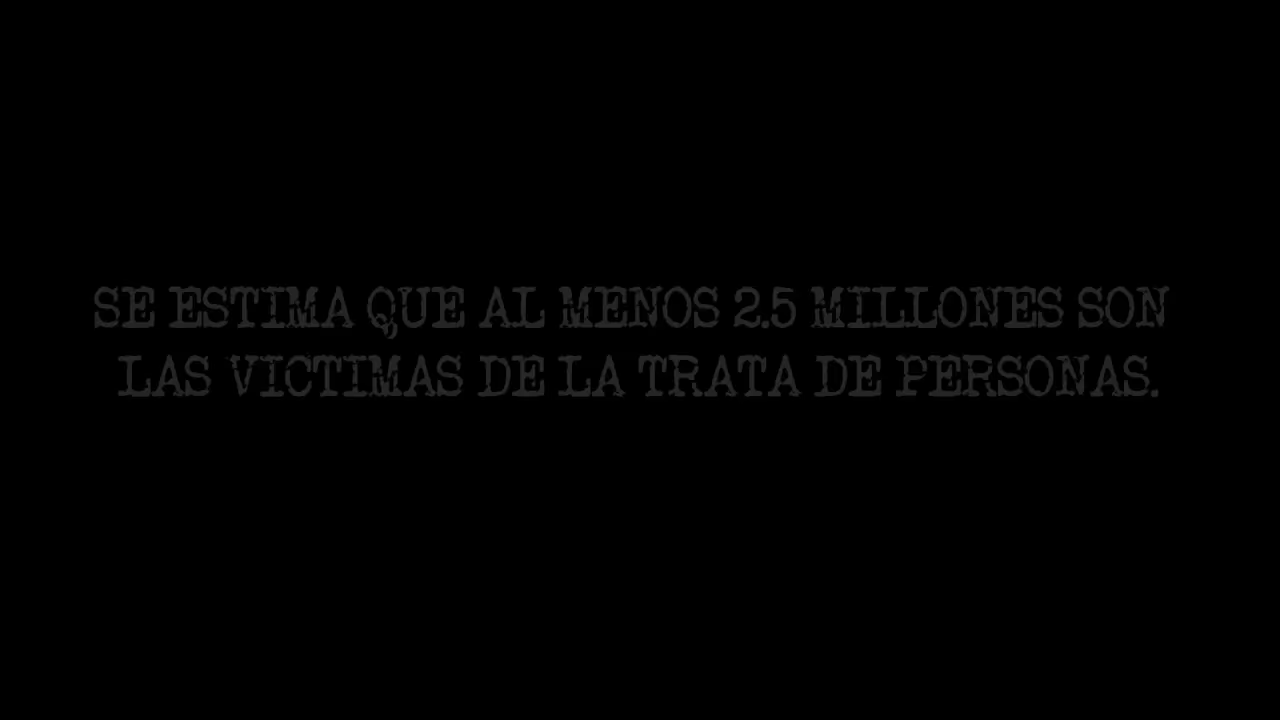 SE ESTIMA QUE AL MENOS 2.5 MILLONES SON
LAS VICTIMAS DE LA TRATA DE PERSONAS.